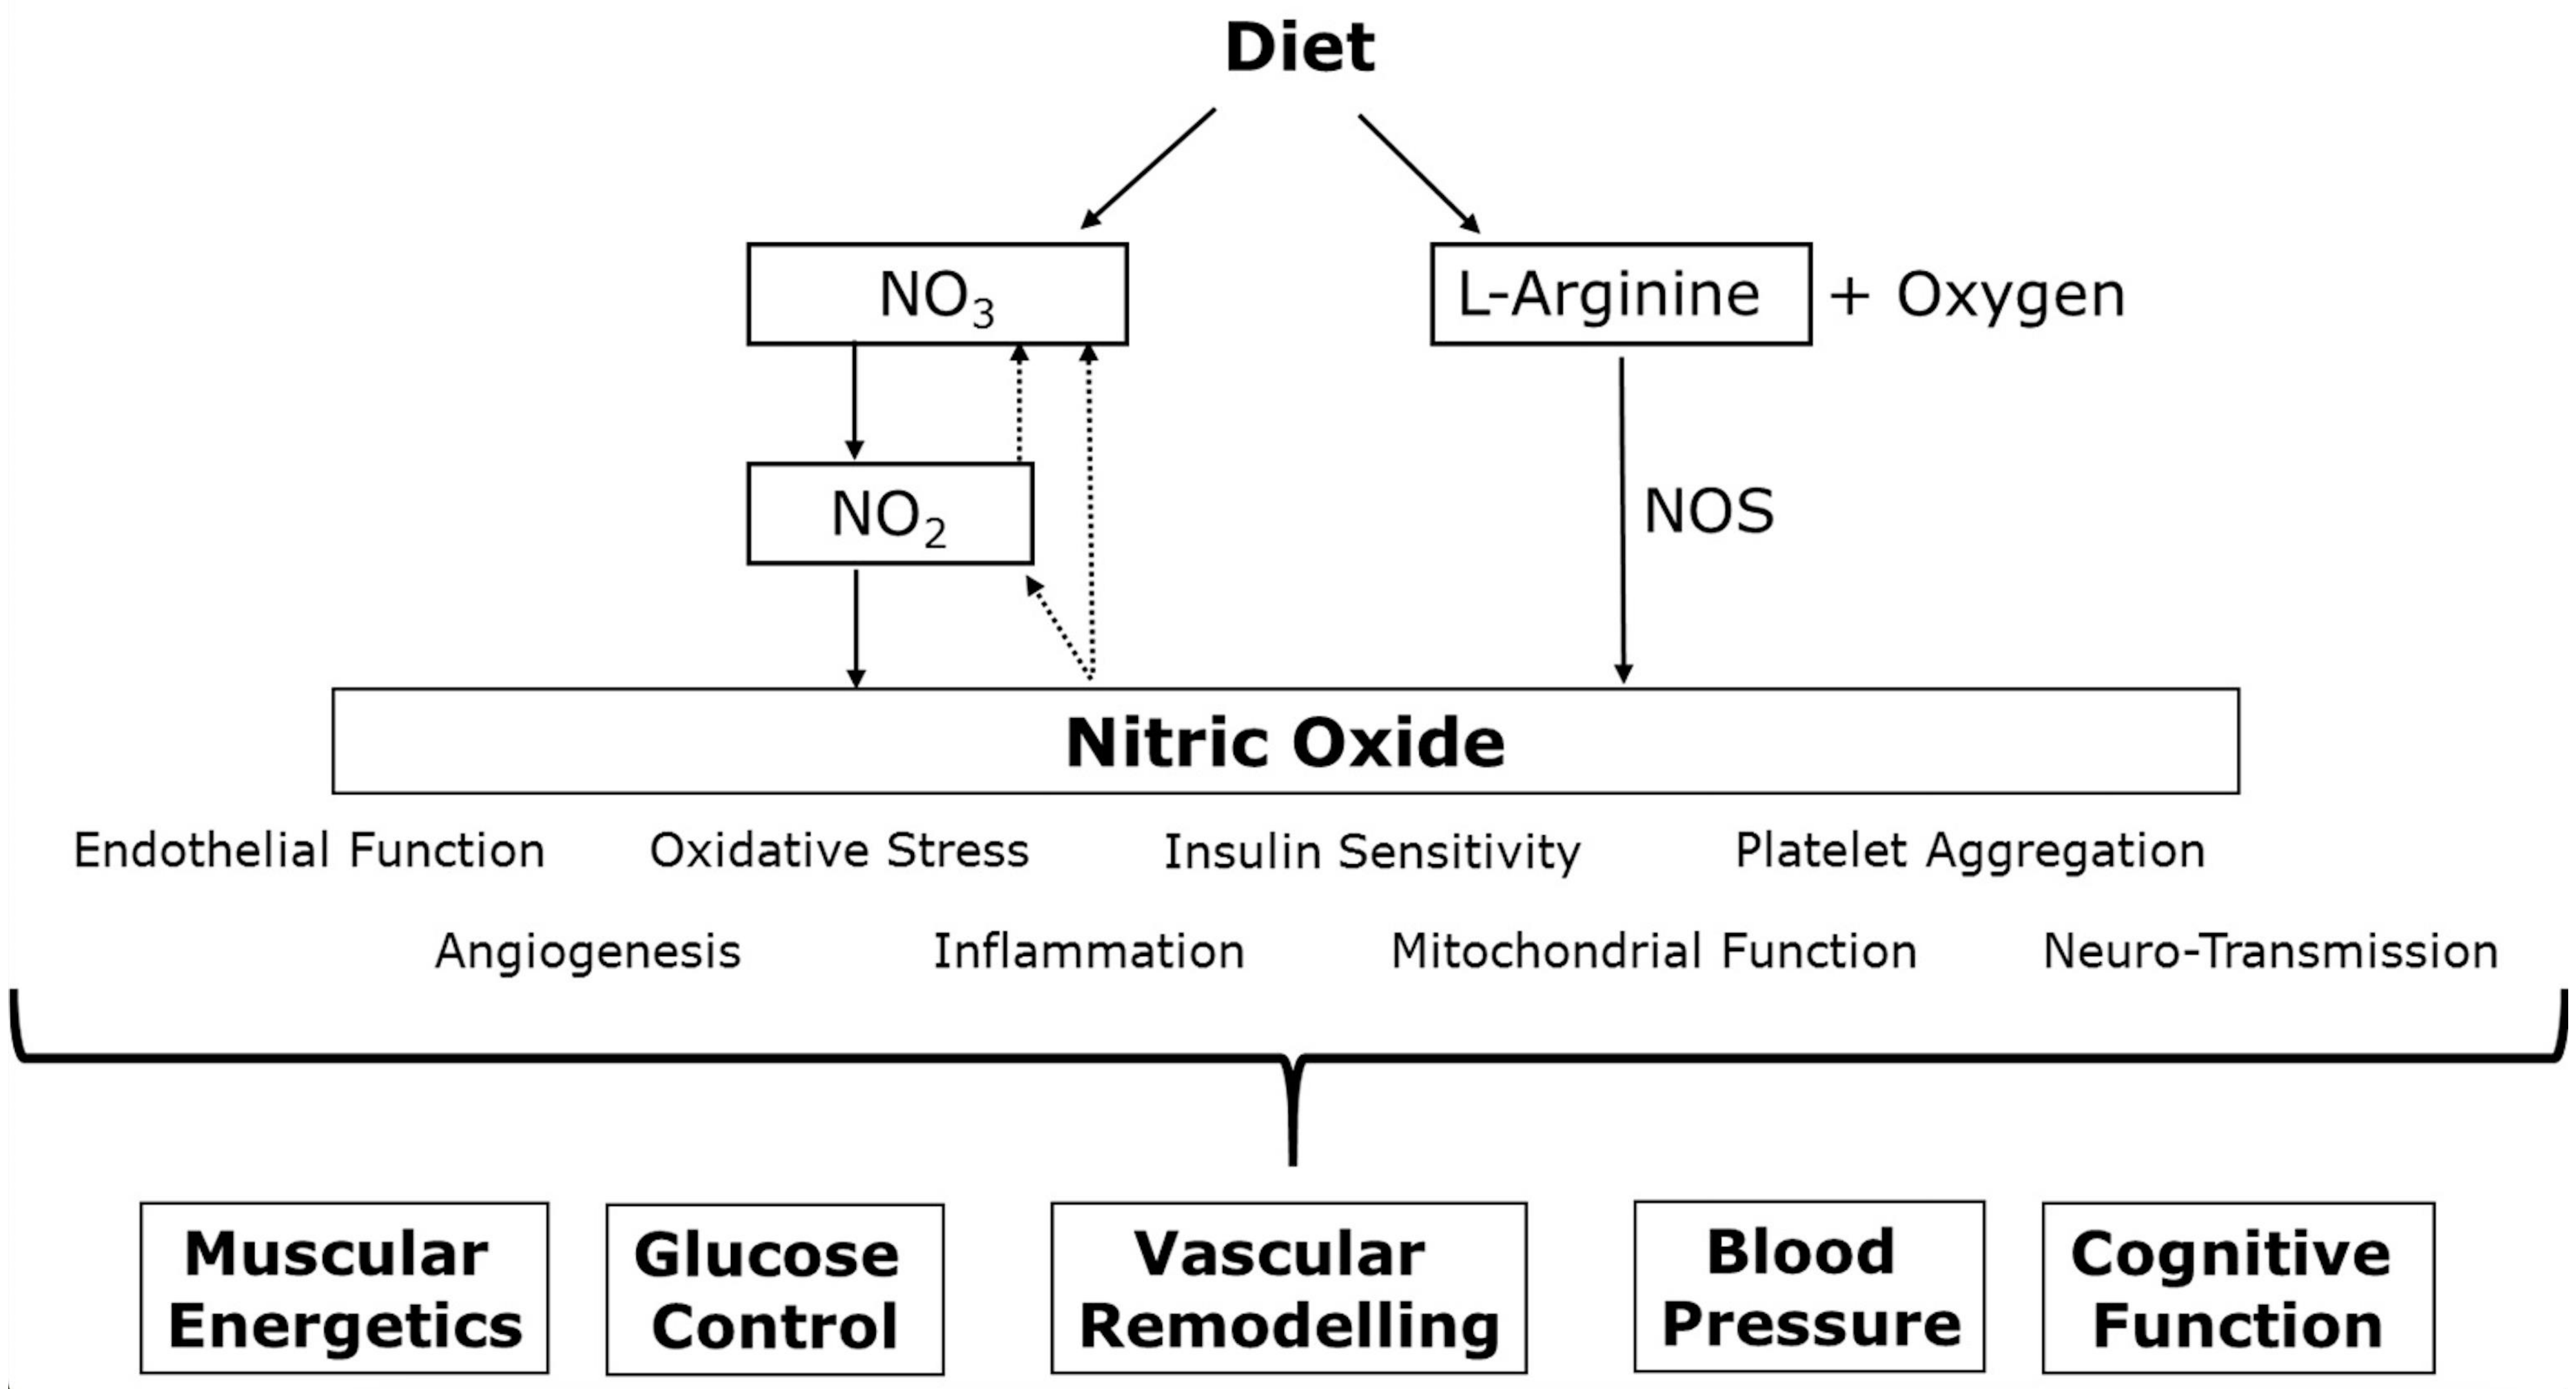 Diet
NO₃
L-Arginine + Oxygen
NO₂
NOS
Nitric Oxide
Endothelial Function Oxidative Stress Insulin Sensitivity Platelet Aggregation
Angiogenesis Inflammation Mitochondrial Function Neuro-Transmission
Muscular
Energetics
Glucose
Control
Vascular
Remodelling
Blood
Pressure
Cognitive
Function